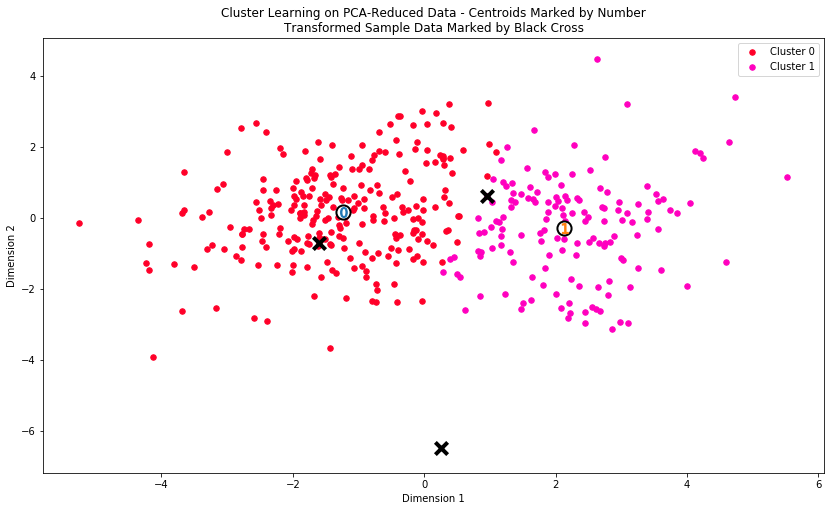 Cluster Learning on PCA-Reduced Data - Centroids Marked by Number
Transformed Sample Data Marked by Black Cross
Cluster 0
Cluster 1
4
2
0
−2
−4
−6
Dimension 2
0
1
−4
−2
0
2
4
6
Dimension 1